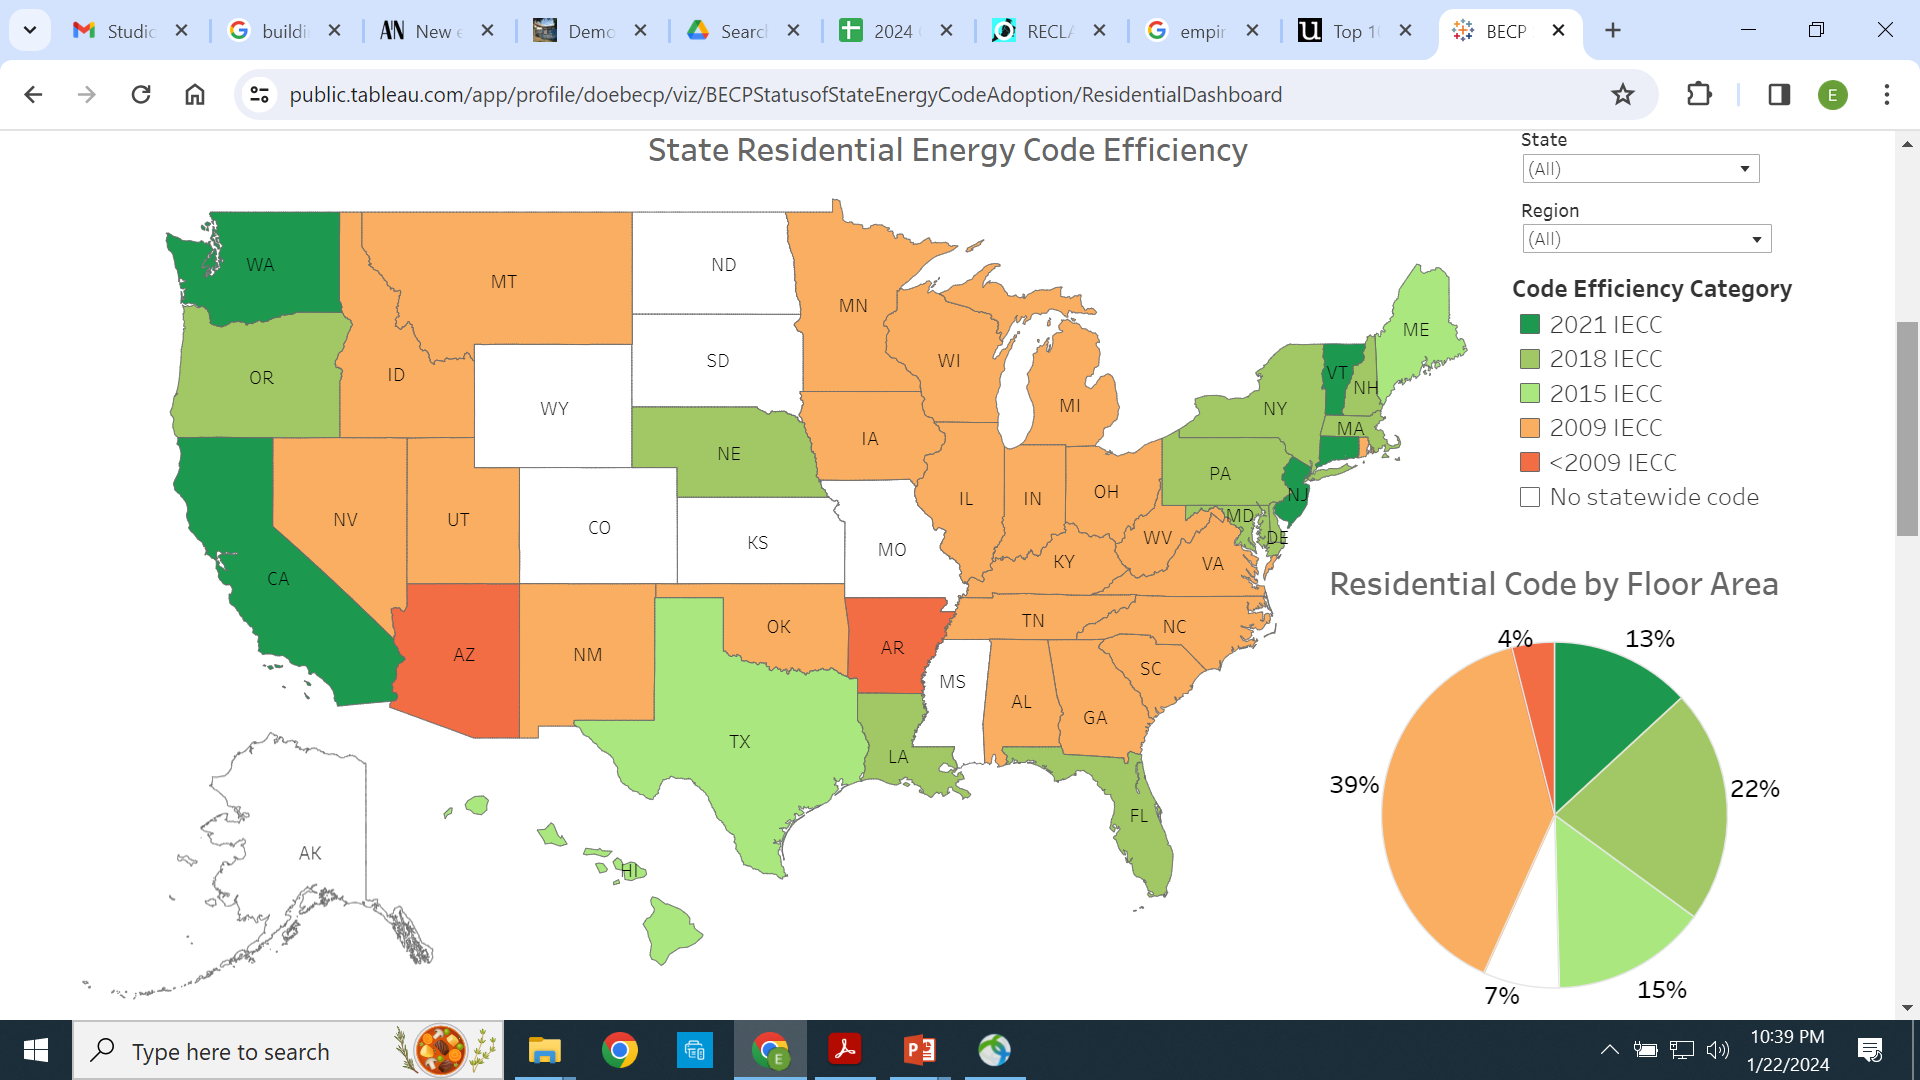 Studic
buildi
AN New e
Demo
Searcl
2024
RECLA
empir
Top 1
BECP
public.tableau.com/app/profile/doebecp/viz/BECPStatusofStateEnergyCodeAdoption/ResidentialDashboard
E
State Residential Energy Code Efficiency
State
(All)
Region
(All)
Code Efficiency Category
2021 IECC
2018 IECC
2015 IECC
2009 IECC
<2009 IECC
No statewide code
WA
MT
ND
MN
OR
ID
WY
SD
WI
MI
ME
VT
NH
NY
MA
NE
IA
PA
NJ
NV
UT
CO
KS
MO
IL
IN
OH
WV
MD
DE
CA
KY
VA
AZ
NM
OK
AR
TN
NC
SC
MS
AL
GA
TX
LA
FL
AK
HI
Residential Code by Floor Area
4%
13%
39%
22%
7%
15%
Type here to search
E
10:39 PM
1/22/2024